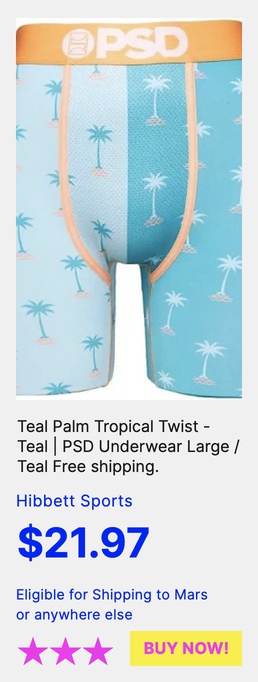 PSD
Teal Palm Tropical Twist -
Teal | PSD Underwear Large /
Teal Free shipping.
Hibbett Sports
$21.97
Eligible for Shipping to Mars
or anywhere else
BUY NOW!